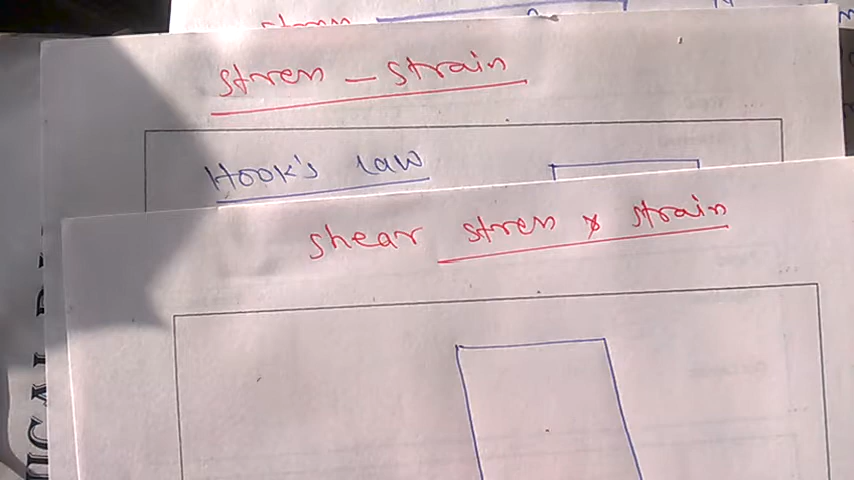 stress – strain
Hook's law
shear stress & strain